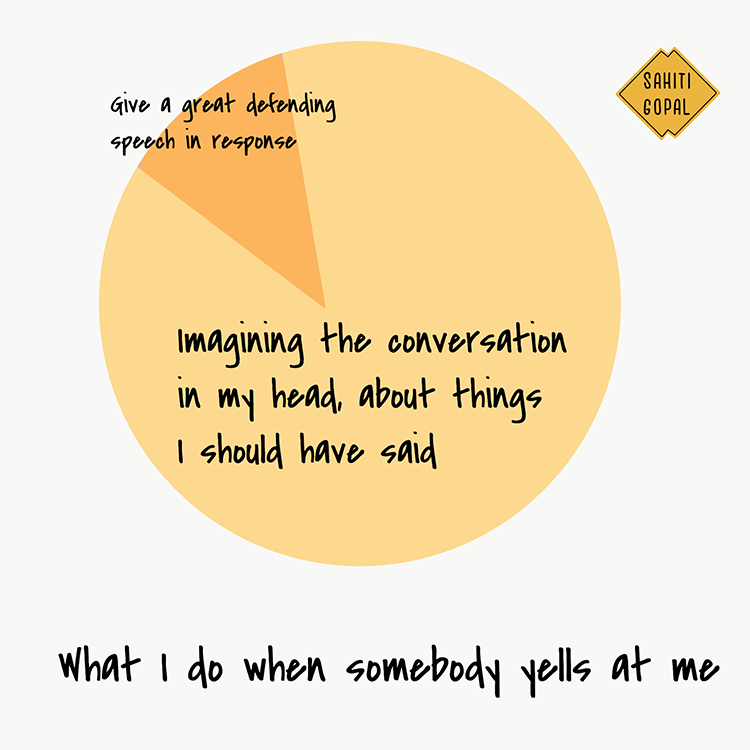 SAHITI
GOPAL
Give a great defending
speech in response
Imagining the conversation
in my head, about things
I should have said
What I do when somebody yells at me